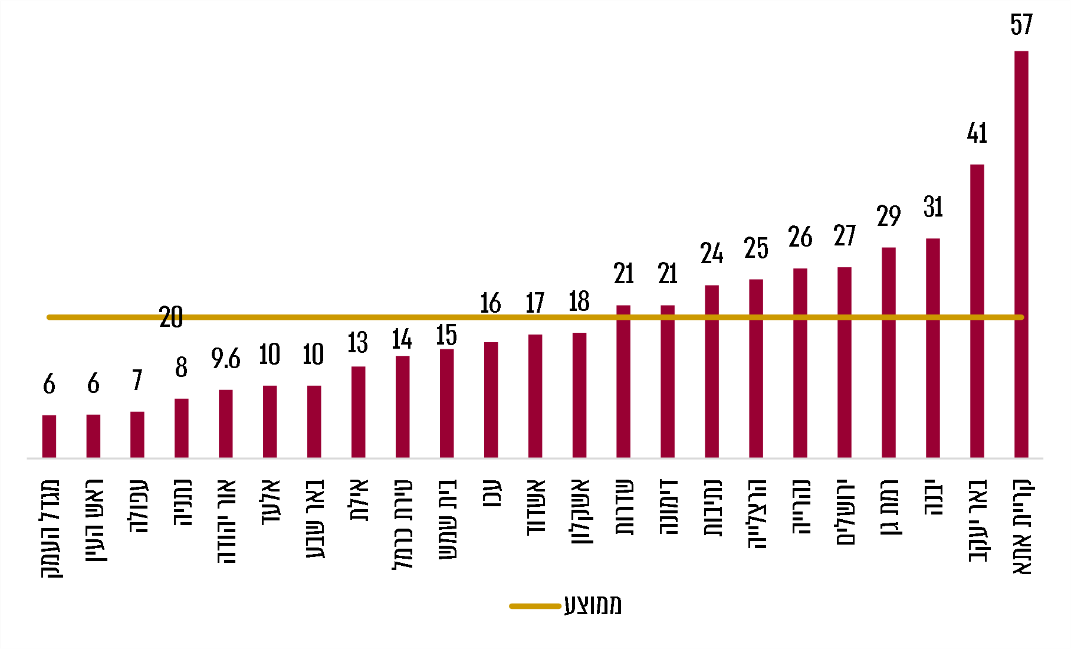 57
41
31
29
27
26
25
24
21
21
18
17
16
15
14
13
10
10
9.6
8
7
6
6
20
מגדל העמק
ראש העין
עפולה
נתניה
אור יהודה
אלעד
באר שבע
אילת
טירת כרמל
בית שמש
עכו
אשדוד
אשקלון
שדרות
דימונה
נתיבות
הרצלייה
נהרייה
ירושלים
רמת גן
יבנה
באר יעקב
קריית אתא
ממוצע